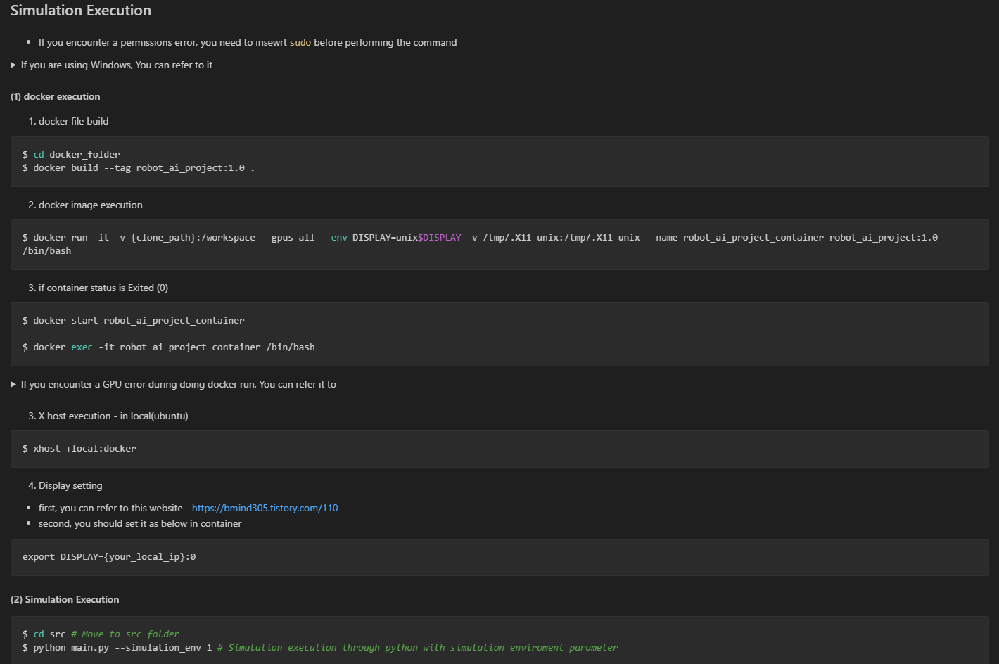 Simulation Execution
• If you encounter a permissions error, you need to insewrt sudo before performing the command
▶ If you are using Windows, You can refer to it
(1) docker execution
1. docker file build
$ cd docker_folder
$ docker build --tag robot_ai_project:1.0 .
2. docker image execution
$ docker run -it -v {clone_path}:/workspace --gpus all --env DISPLAY=unix$DISPLAY -v /tmp/.X11-unix:/tmp/.X11-unix --name robot_ai_project_container robot_ai_project:1.0
/bin/bash
3. if container status is Exited (0)
$ docker start robot_ai_project_container
$ docker exec -it robot_ai_project_container /bin/bash
▶ If you encounter a GPU error during doing docker run, You can refer it to
3. X host execution - in local(ubuntu)
$ xhost +local:docker
4. Display setting
• first, you can refer to this website - https://bmind305.tistory.com/110
• second, you should set it as below in container
export DISPLAY={your_local_ip}:0
(2) Simulation Execution
$ cd src # Move to src folder
$ python main.py --simulation_env 1 # Simulation execution through python with simulation enviroment parameter